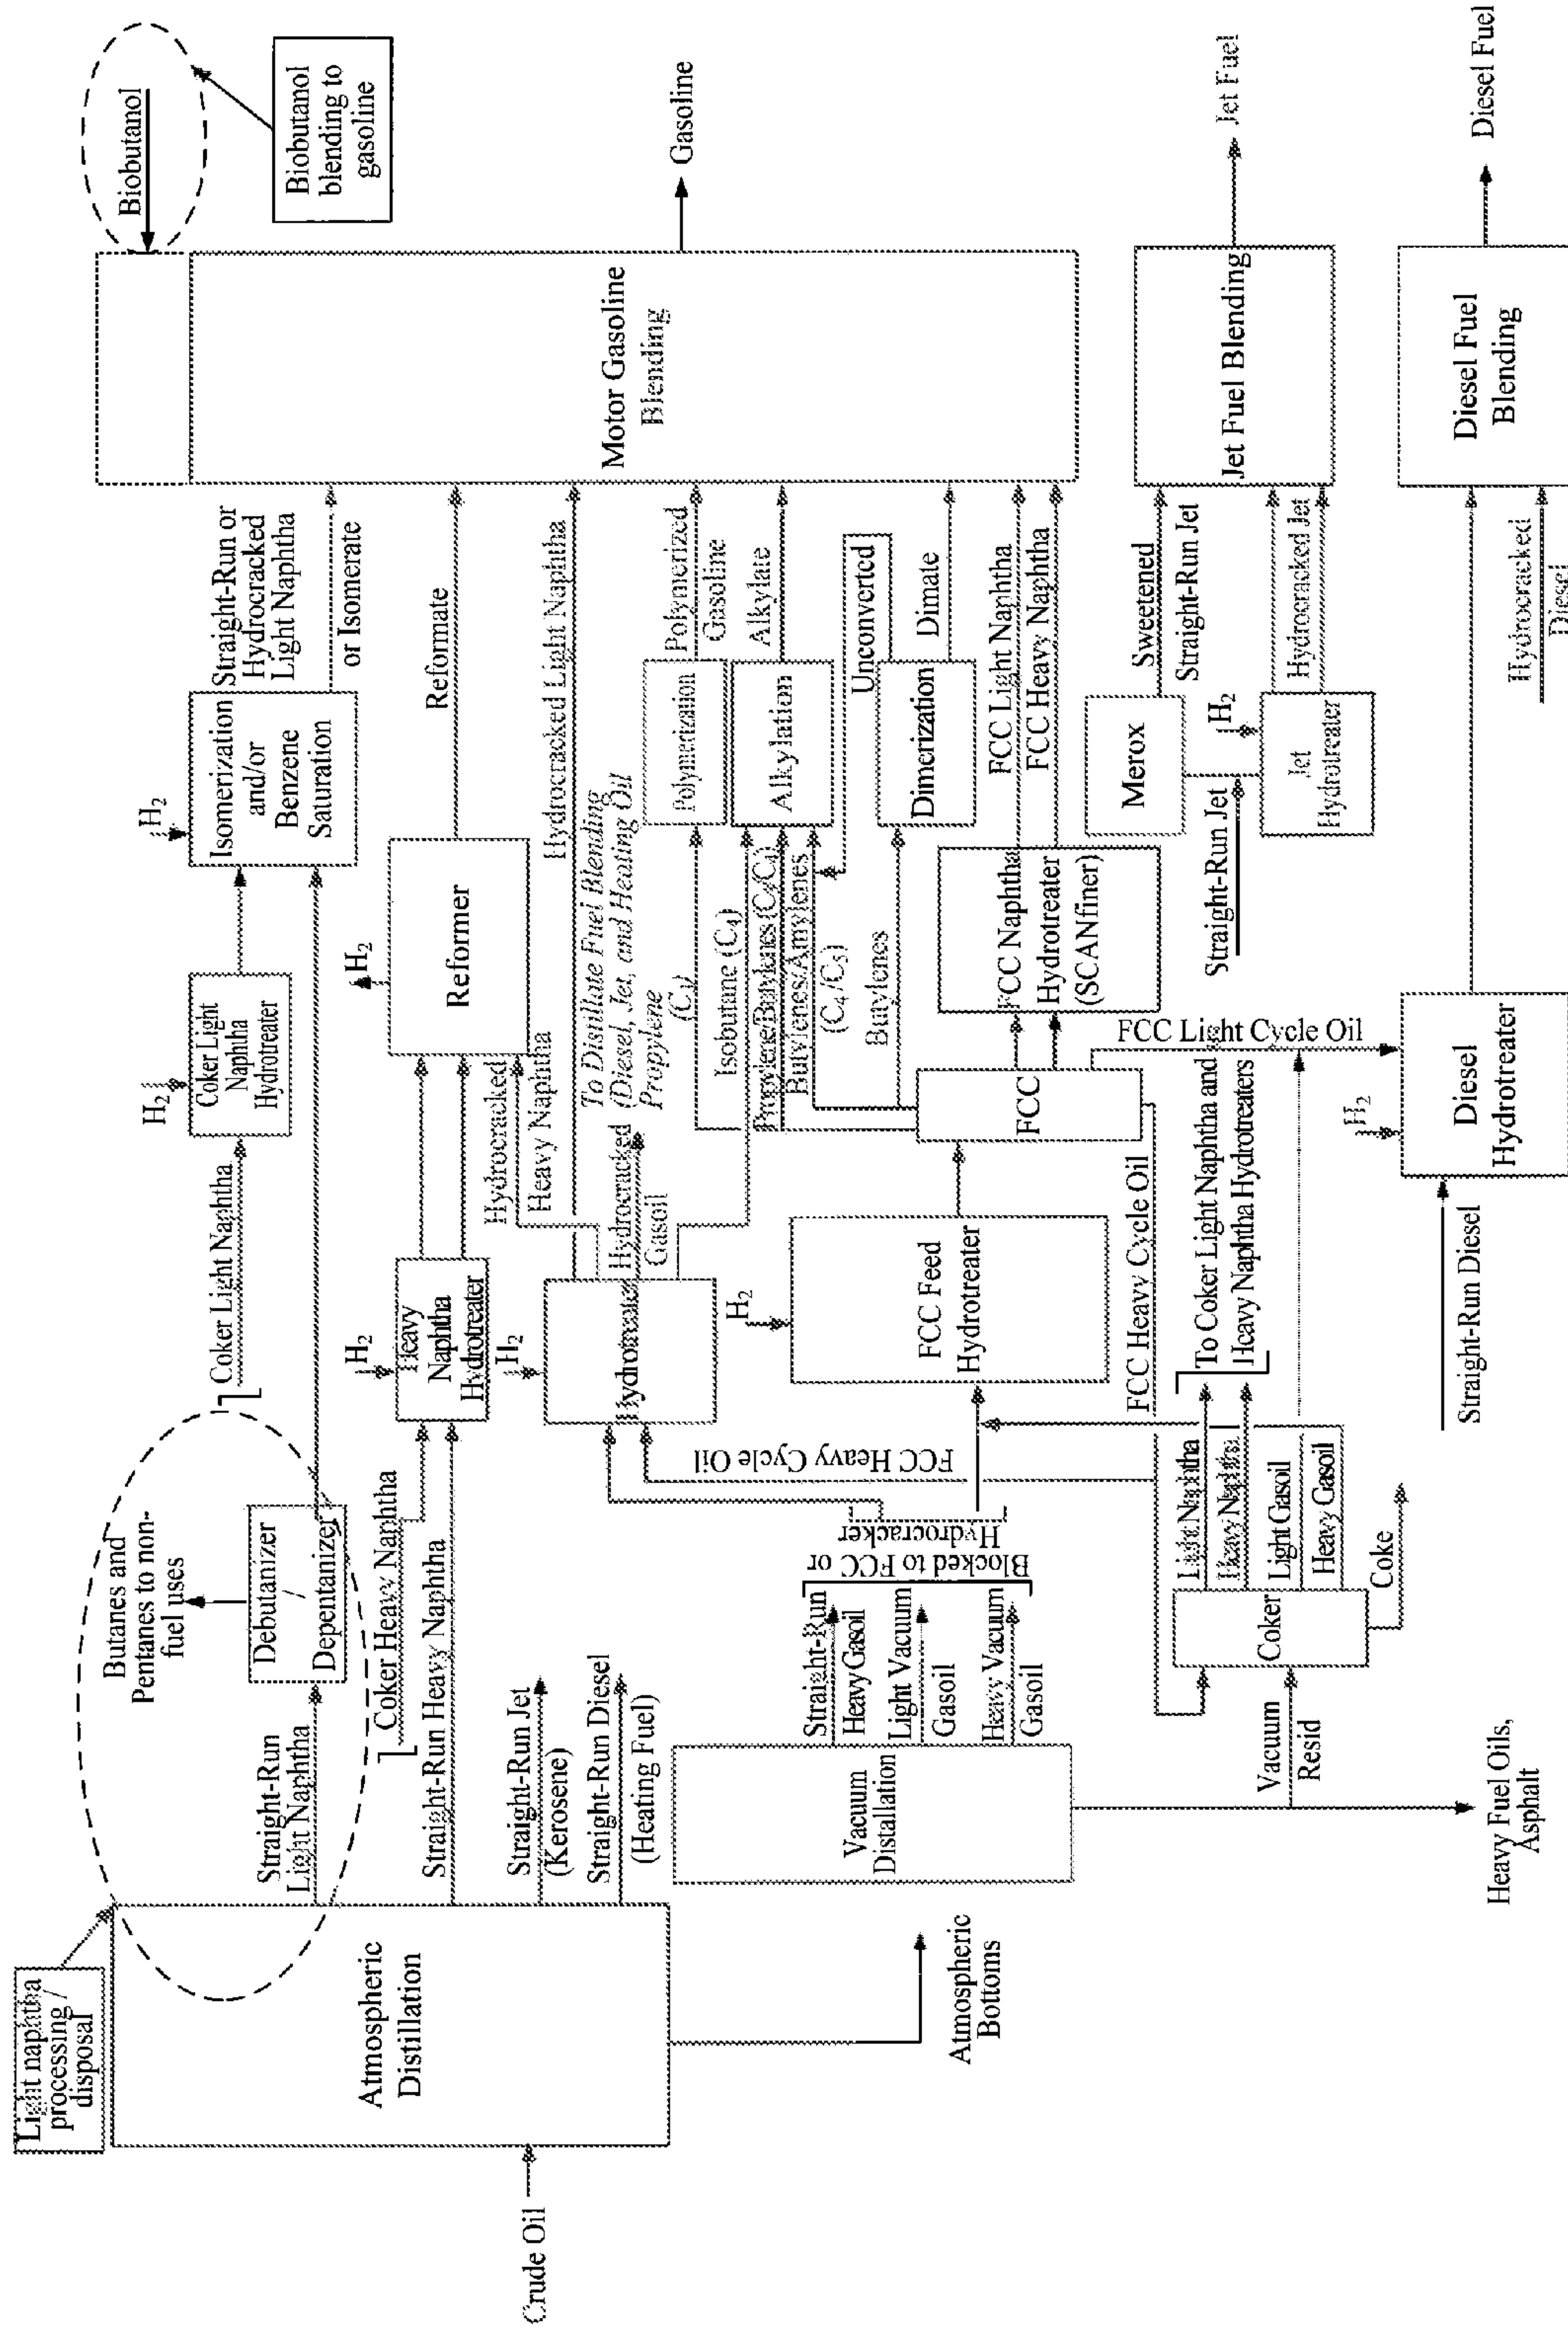 Light naphtha
processing /
disposal
Crude Oil
Atmospheric
Distillation
Atmospheric
Bottoms
Butanes and
Pentanes to non-
fuel uses
Straight-Run
Light Naphtha
Debutanizer
/
Depentanizer
Coker Heavy Naphtha
Straight-Run Heavy Naphtha
Straight-Run Jet
(Kerosene)
Straight-Run Diesel
(Heating Fuel)
Vacuum
Distallation
Straight-Run
Heavy Gasoil
Light Vacuum
Gasoil
Heavy Vacuum
Gasoil
Blocked to FCC or
Hydrocracker
Vacuum
Resid
Heavy Fuel Oils,
Asphalt
Coker
Coke
Light Naphtha
Heavy Naphtha
Light Gasoil
Heavy Gasoil
To Coker Light Naphtha and
Heavy Naphtha Hydrotreaters
FCC Heavy Cycle Oil
FCC Heavy Cycle Oil
Coker Light Naphtha
H2
Coker Light
Naphtha
Hydrotreater
H2
Heavy
Naphtha
Hydrotreater
H2
Hydrotreater
H2
FCC Feed
Hydrotreater
Hydrocracked
Heavy Naphtha
Hydrocracked
Gasoil
To Distillate Fuel Blending
(Diesel, Jet, and Heating Oil
Propylene
Isobutane (C4)
Propylene/Butylenes
Butylenes/Amylenes
(C4/C5)
Butylenes
FCC
FCC Light Cycle Oil
Straight-Run Diesel
H2
Diesel
Hydrotreater
H2
Isomerization
and/or
Benzene
Saturation
H2
Reformer
Hydrocracked Light Naphtha
Polymerization
Alkylation
Dimerization
FCC Naphtha
Hydrotreater
(SCANfiner)
Straight-Run Jet
Merox
H2
Jet
Hydrotreater
Straight-Run or
Hydrocracked
Light Naphtha
or Isomerate
Reformate
Polymerized
Gasoline
Alkylate
Unconverted
Dimate
FCC Light Naphtha
FCC Heavy Naphtha
Sweetened
Straight-Run Jet
Hydrocracked Jet
Hydrocracked
Diesel
Motor Gasoline
Blending
Jet Fuel Blending
Diesel Fuel
Blending
Biobutanol
Biobutanol
blending to
gasoline
Gasoline
Jet Fuel
Diesel Fuel